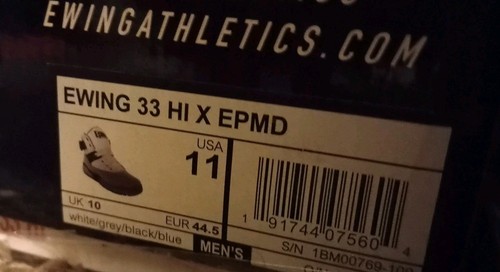 EWINGATHLETICS.COM
EWING 33 HI X EPMD
USA
11
UK 10
EUR 44.5
white/grey/black/blue
MEN'S
1 91744 07560 4
S/N 1BM00769-